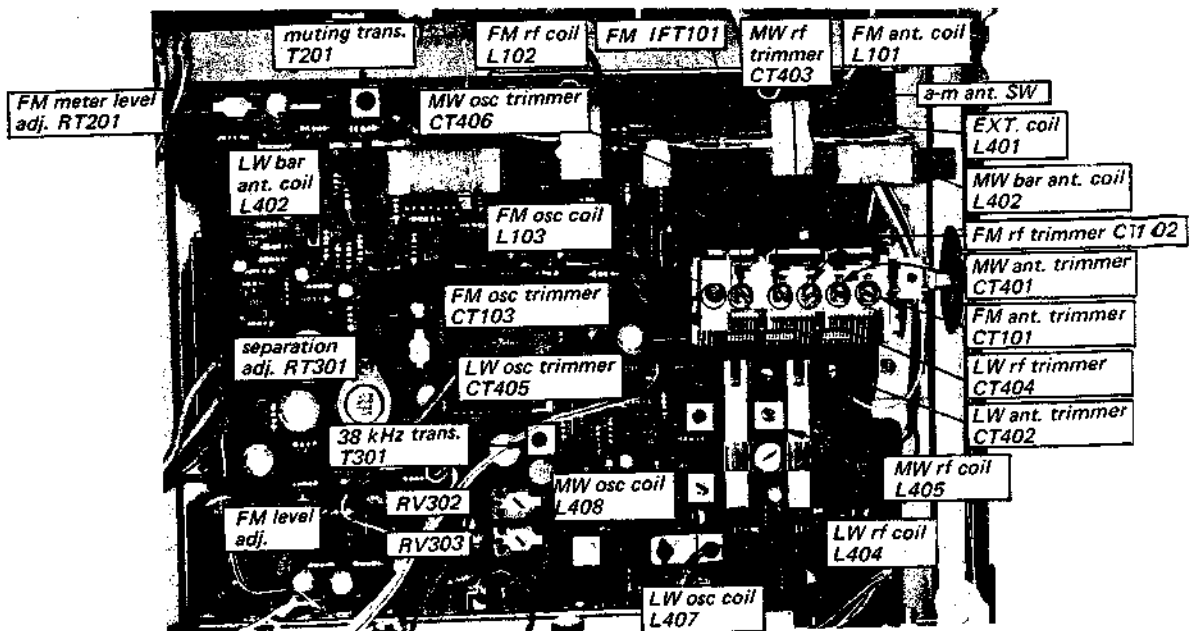 muting trans.
T201
FM rf coil
L102
FM IFT101
MW rf
trimmer
CT403
FM ant. coil
L101
FM meter level
adj. RT201
MW osc trimmer
CT406
a-m ant. SW
EXT. coil
L401
LW bar
ant. coil
L402
MW bar ant. coil
L402
FM osc coil
L103
FM rf trimmer CT102
MW ant. trimmer
CT401
FM osc trimmer
CT103
FM ant. trimmer
CT101
separation
adj. RT301
LW osc trimmer
CT405
LW rf trimmer
CT404
LW ant. trimmer
CT402
38 kHz trans.
T301
MW rf coil
L405
RV302
MW osc coil
L408
FM level
adj.
RV303
LW rf coil
L404
LW osc coil
L407